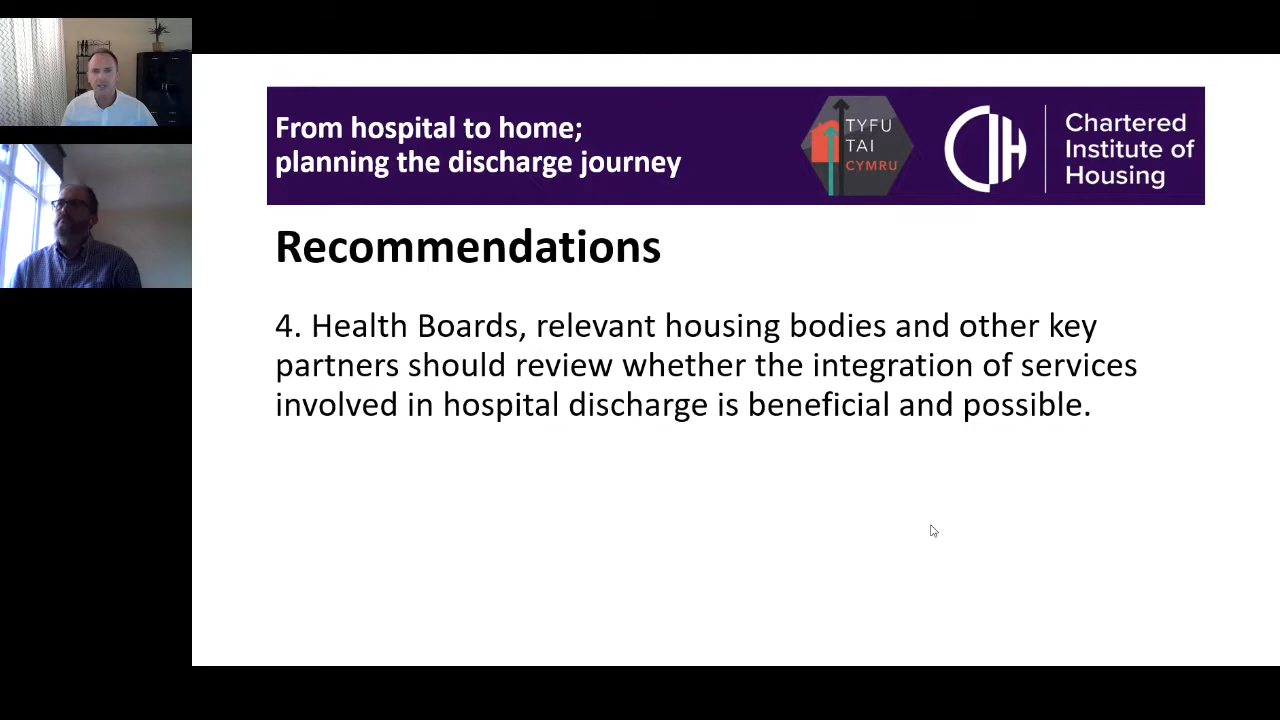 From hospital to home;
planning the discharge journey
TYFU
TAI
CYMRU
CIH
Chartered
Institute of
Housing
Recommendations
4. Health Boards, relevant housing bodies and other key
partners should review whether the integration of services
involved in hospital discharge is beneficial and possible.